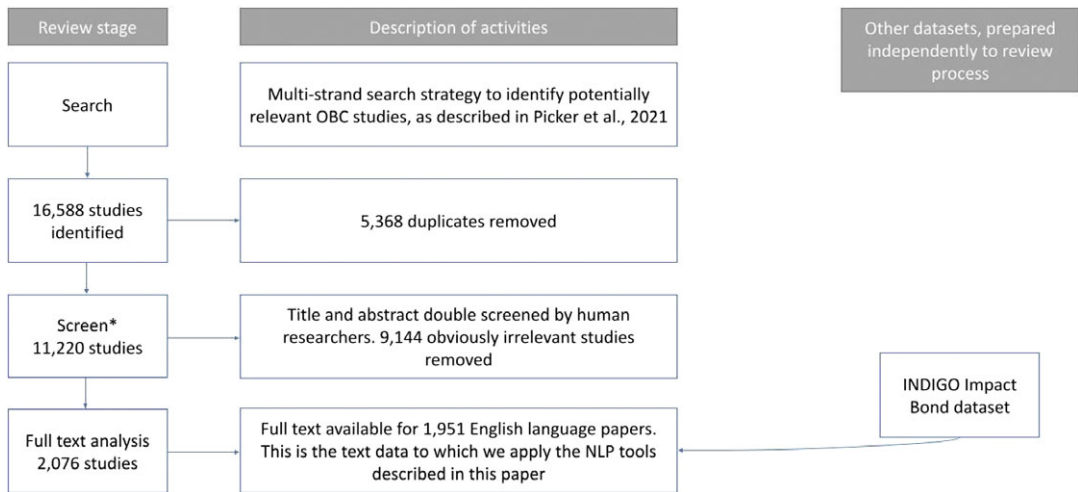 Review stage
Description of activities
Other datasets, prepared
independently to review
process
Search
Multi-strand search strategy to identify potentially
relevant OBC studies, as described in Picker et al., 2021
16,588 studies
identified
5,368 duplicates removed
Screen*
11,220 studies
Title and abstract double screened by human
researchers. 9,144 obviously irrelevant studies
removed
INDIGO Impact
Bond dataset
Full text analysis
2,076 studies
Full text available for 1,951 English language papers.
This is the text data to which we apply the NLP tools
described in this paper